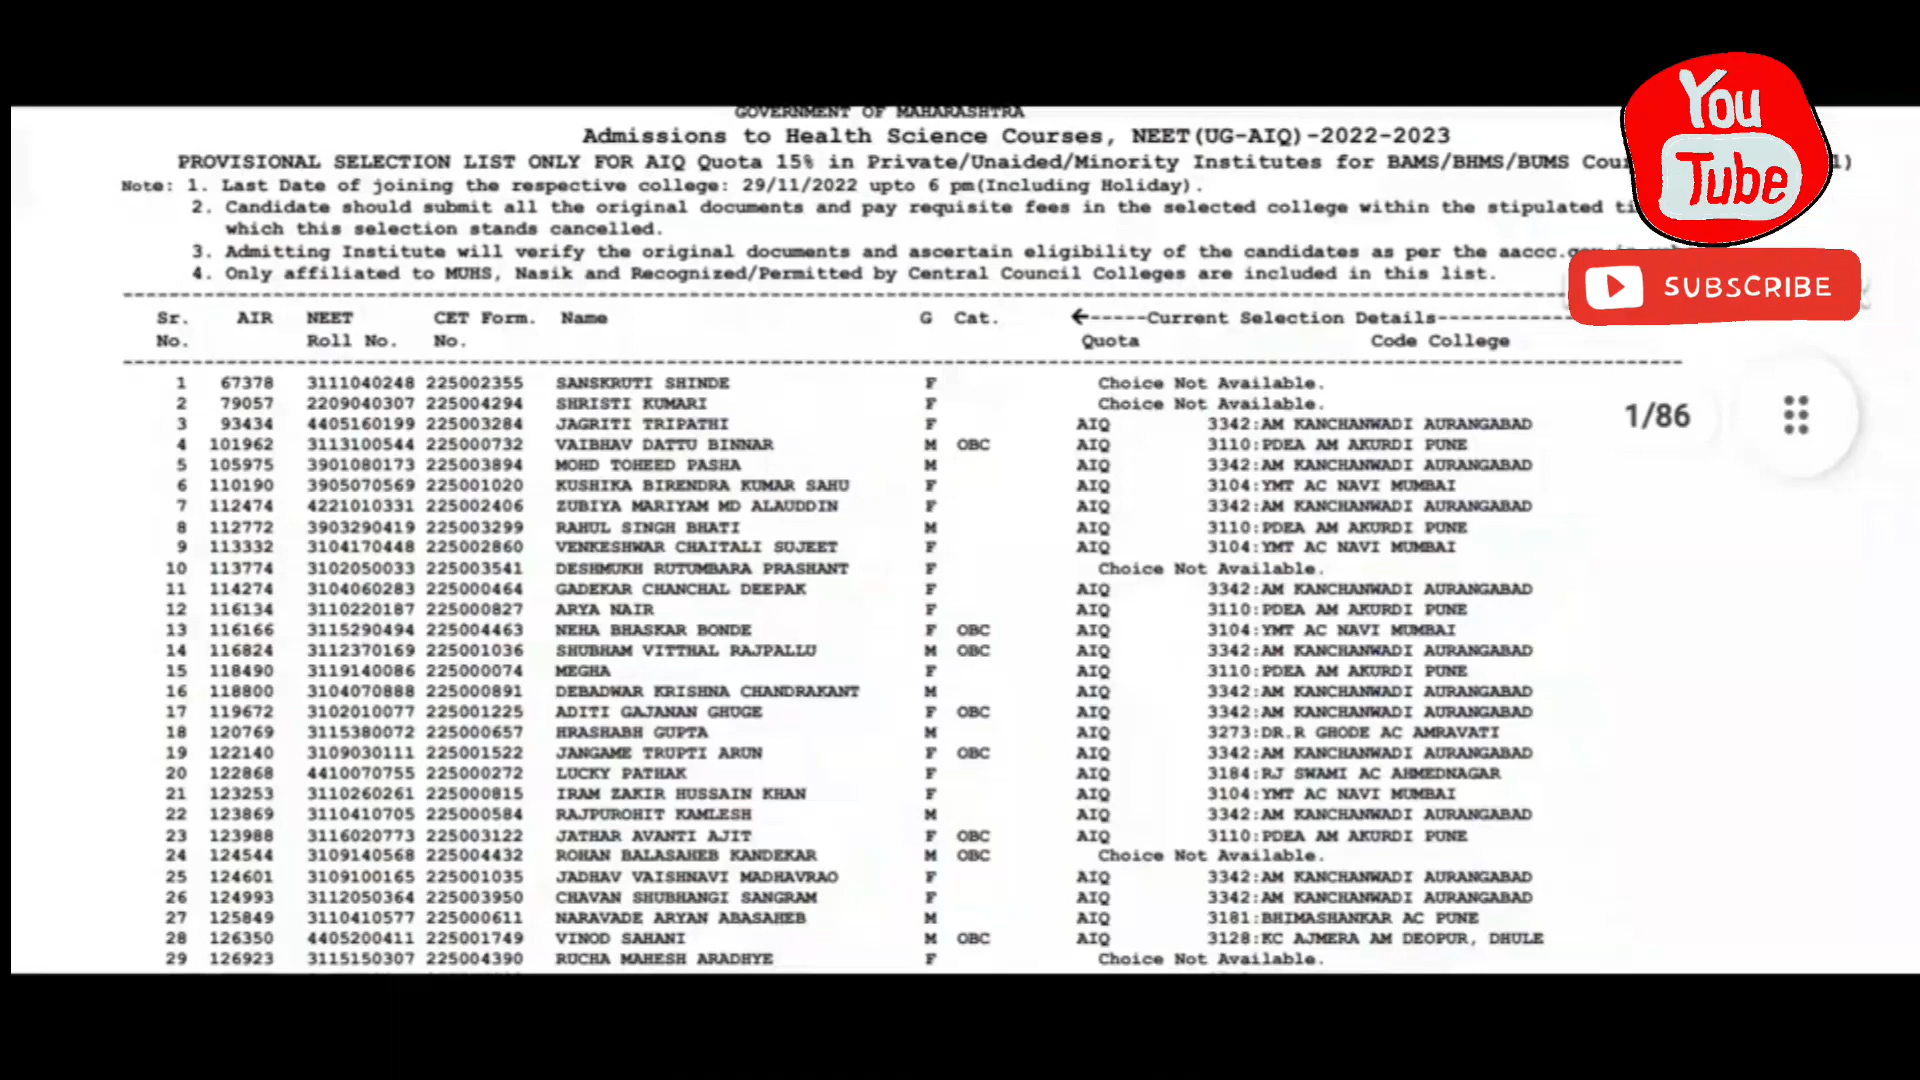 GOVERNMENT OF MAHARASHTRA
Admissions to Health Science Courses, NEET(UG-AIQ)-2022-2023
PROVISIONAL SELECTION LIST ONLY FOR AIQ Quota 15% in Private/Unaided/Minority Institutes for BAMS/BHMS/BUMS
Note: 1. Last Date of joining the respective college: 29/11/2022 upto 6 pm(Including Holiday).
2. Candidate should submit all the original documents and pay requisite fees in the selected college within the stipulated
which this selection stands cancelled.
3. Admitting Institute will verify the original documents and ascertain eligibility of the candidates as per the
4. Only affiliated to MUHS, Nasik and Recognized/Permitted by Central Council Colleges are included in this list.
You
Tube
SUBSCRIBE
Sr. AIR NEET CET Form. Name G Cat. <-----Current Selection Details-----------
No. Roll No. No. Quota Code College
1 67378 3111040248 225002355 SANSKRUTI SHINDE F Choice Not Available.
2 79057 2209040307 225004294 SHRISTI KUMARI F Choice Not Available.
3 93434 4405160199 225003284 JAGRITI TRIPATHI F AIQ 3342:AM KANCHANWADI AURANGABAD
4 101962 3113100544 225000732 VAIBHAV DATTU BINNAR M OBC AIQ 3110:PDEA AM AKURDI PUNE
5 105975 3901080173 225003894 MOHD TOHEED PASHA M AIQ 3342:AM KANCHANWADI AURANGABAD
6 110190 3905070569 225001020 KUSHIKA BIRENDRA KUMAR SAHU F AIQ 3104:YMT AC NAVI MUMBAI
7 112474 4221010331 225002406 ZUBIYA MARIYAM MD ALAUDDIN F AIQ 3342:AM KANCHANWADI AURANGABAD
8 112772 3903290419 225003299 RAHUL SINGH BHATI M AIQ 3110:PDEA AM AKURDI PUNE
9 113332 3104170448 225002860 VENKESHWAR CHAITALI SUJEET F AIQ 3104:YMT AC NAVI MUMBAI
10 113774 3102050033 225003541 DESHMUKH RUTUMBARA PRASHANT F Choice Not Available.
11 114274 3104060283 225000464 GADEKAR CHANCHAL DEEPAK F AIQ 3342:AM KANCHANWADI AURANGABAD
12 116134 3110220187 225000827 ARYA NAIR F AIQ 3110:PDEA AM AKURDI PUNE
13 116166 3115290494 225004463 NEHA BHASKAR BONDE F OBC AIQ 3104:YMT AC NAVI MUMBAI
14 116824 3112370169 225001036 SHUBHAM VITTHAL RAJPALLU M OBC AIQ 3342:AM KANCHANWADI AURANGABAD
15 118490 3119140086 225000074 MEGHA F AIQ 3110:PDEA AM AKURDI PUNE
16 118800 3104070888 225000891 DEBADWAR KRISHNA CHANDRAKANT M AIQ 3342:AM KANCHANWADI AURANGABAD
17 119672 3102010077 225001225 ADITI GAJANAN GHUGE F OBC AIQ 3342:AM KANCHANWADI AURANGABAD
18 120769 3115380072 225000657 HRASHABH GUPTA M AIQ 3273:DR.R GHODE AC AMRAVATI
19 122140 3109030111 225001522 JANGAME TRUPTI ARUN F OBC AIQ 3342:AM KANCHANWADI AURANGABAD
20 122868 4410070755 225000272 LUCKY PATHAK F AIQ 3184:RJ SWAMI AC AHMEDNAGAR
21 123253 3110260261 225000815 IRAM ZAKIR HUSSAIN KHAN F AIQ 3104:YMT AC NAVI MUMBAI
22 123869 3110410705 225000584 RAJPUROHIT KAMLESH M AIQ 3342:AM KANCHANWADI AURANGABAD
23 123988 3116020773 225003122 JATHAR AVANTI AJIT F OBC AIQ 3110:PDEA AM AKURDI PUNE
24 124544 3109140568 225004432 ROHAN BALASAHEB KANDEKAR M OBC Choice Not Available.
25 124601 3109100165 225001035 JADHAV VAISHNAVI MADHAVRAO F AIQ 3342:AM KANCHANWADI AURANGABAD
26 124993 3112050364 225003950 CHAVAN SHUBHANGI SANGRAM F AIQ 3342:AM KANCHANWADI AURANGABAD
27 125849 3110410577 225000611 NARAVADE ARYAN ABASAHEB M AIQ 3181:BHIMASHANKAR AC PUNE
28 126350 4405200411 225001749 VINOD SAHANI M OBC AIQ 3128:KC AJMERA AM DEOPUR, DHULE
29 126923 3115150307 225004390 RUCHA MAHESH ARADHYE F Choice Not Available.
1/86